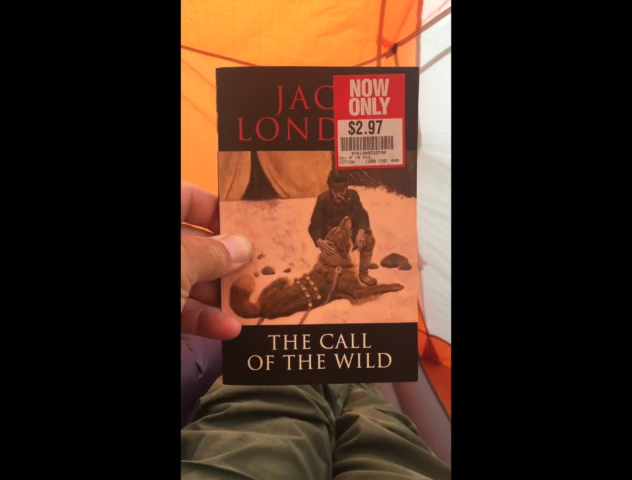 JAC
LOND
NOW
ONLY
$2.97
THE CALL
OF THE WILD